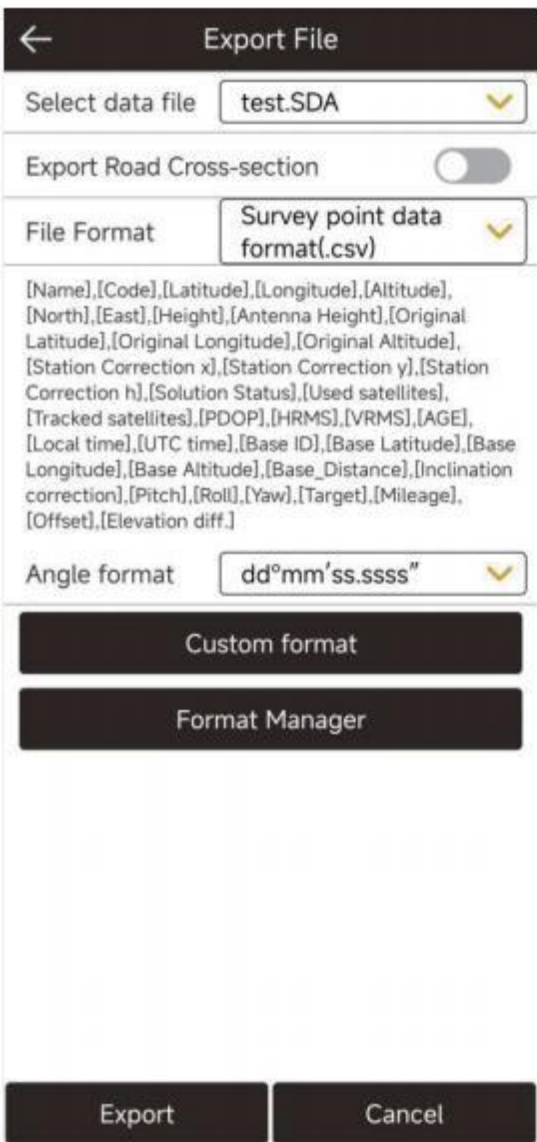 Export File
Select data file test.SDA
Export Road Cross-section
File Format Survey point data
format(.csv)
[Name],[Code],[Latitude],[Longitude],[Altitude],
[North],[East],[Height],[Antenna Height],[Original
Latitude],[Original Longitude],[Original Altitude],
[Station Correction x],[Station Correction y],[Station
Correction h],[Solution Status],[Used satellites],
[Tracked satellites],[PDOP],[HRMS],[VRMS],[AGE],
[Local time],[UTC time],[Base ID],[Base Latitude],[Base
Longitude],[Base Altitude],[Base_Distance],[Inclination
correction],[Pitch],[Roll],[Yaw],[Target],[Mileage],
[Offset],[Elevation diff.]
Angle format dd°mm′ss.ssss″
Custom format
Format Manager
Export Cancel